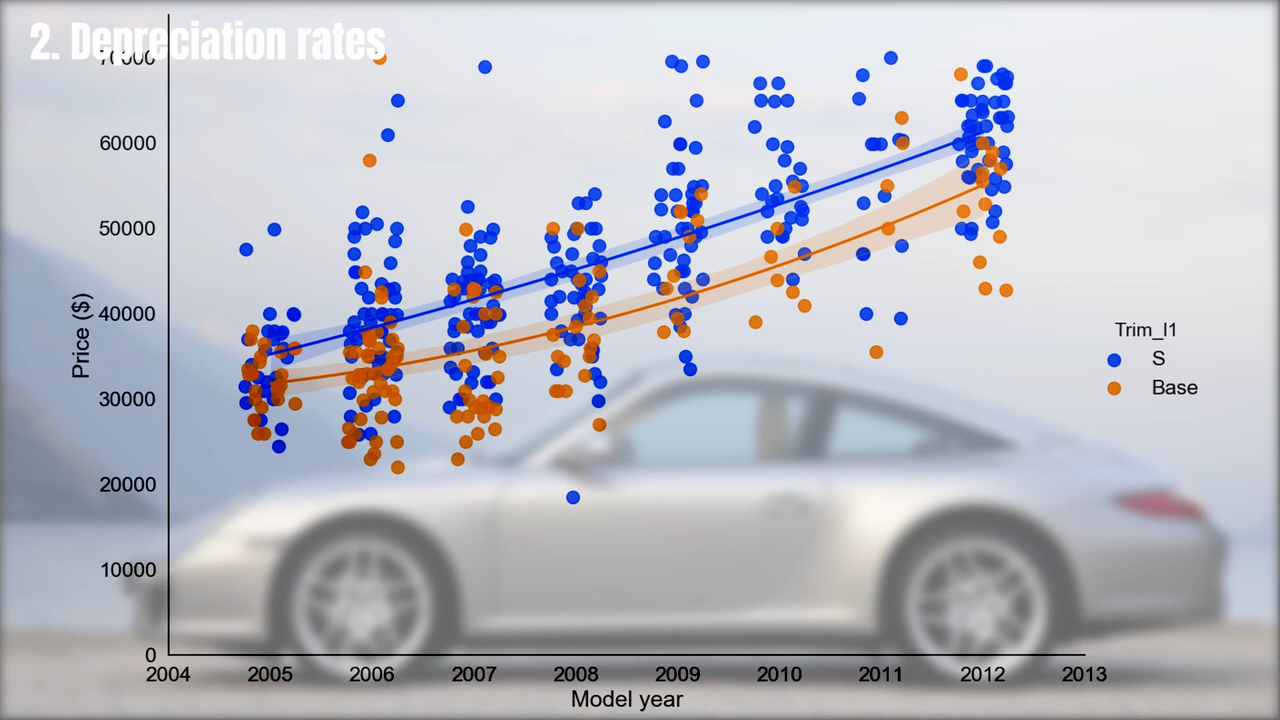 2. Depreciation rates
70000
60000
50000
40000
30000
20000
10000
0
Price ($)
2004 2005 2006 2007 2008 2009 2010 2011 2012 2013
Model year
Trim_l1
S
Base